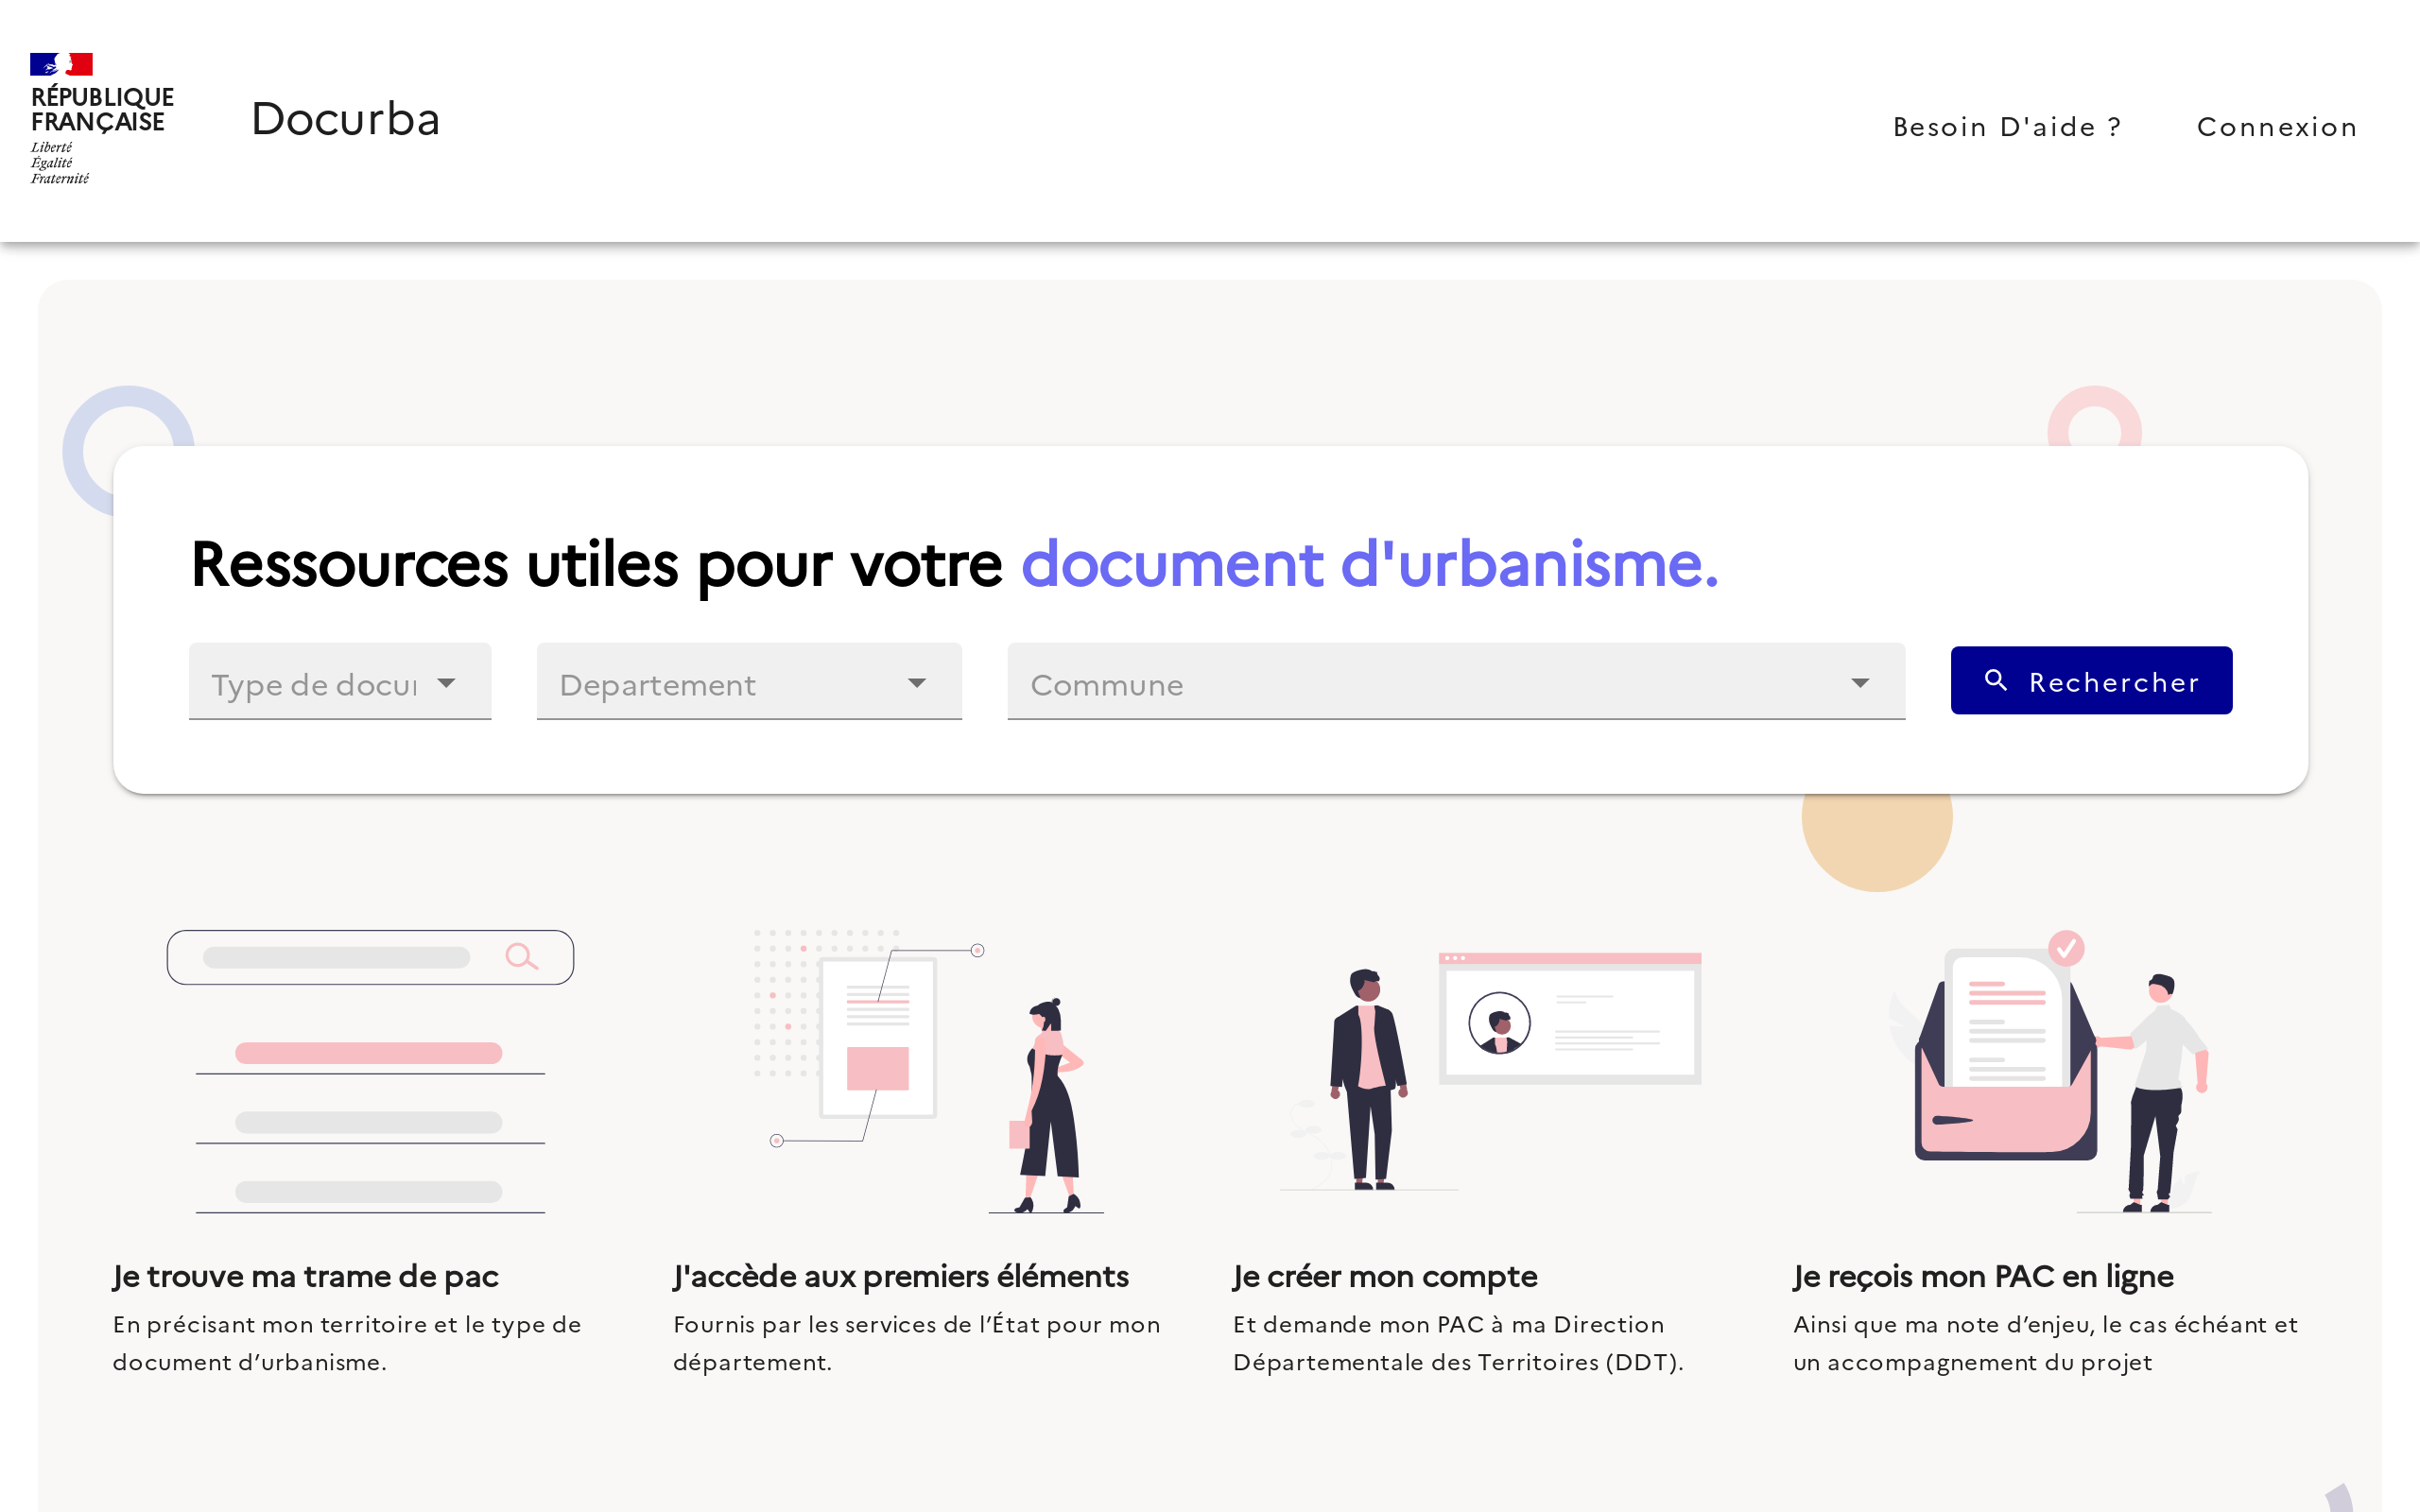 RÉPUBLIQUE
FRANÇAISE
Liberté
Égalité
Fraternité
Docurba
Besoin D'aide ?
Connexion
Ressources utiles pour votre document d'urbanisme.
Type de docur
Departement
Commune
Rechercher
Je trouve ma trame de pac
En précisant mon territoire et le type de
document d’urbanisme.
J'accède aux premiers éléments
Fournis par les services de l’État pour mon
département.
Je créer mon compte
Et demande mon PAC à ma Direction
Départementale des Territoires (DDT).
Je reçois mon PAC en ligne
Ainsi que ma note d’enjeu, le cas échéant et
un accompagnement du projet